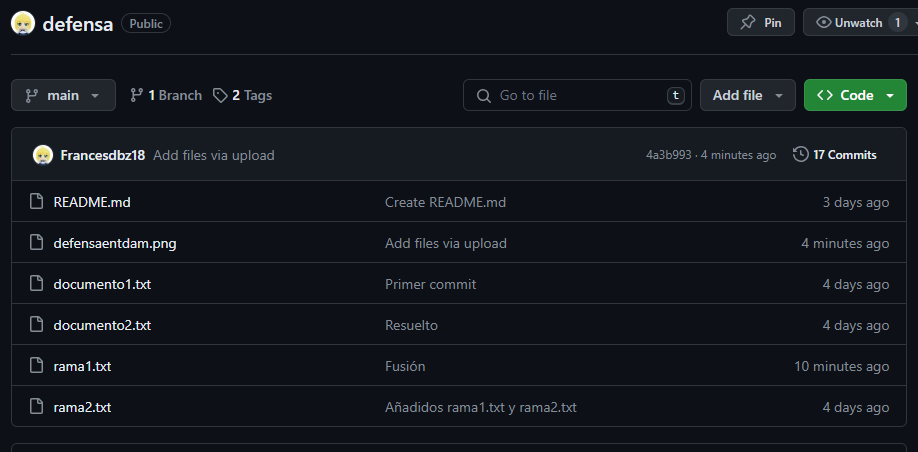 defensa Public Pin Unwatch 1
main 1 Branch 2 Tags Go to file t Add file Code
Francesdbz18 Add files via upload 4a3b993 · 4 minutes ago 17 Commits
README.md Create README.md 3 days ago
defensaentdam.png Add files via upload 4 minutes ago
documento1.txt Primer commit 4 days ago
documento2.txt Resuelto 4 days ago
rama1.txt Fusión 10 minutes ago
rama2.txt Añadidos rama1.txt y rama2.txt 4 days ago